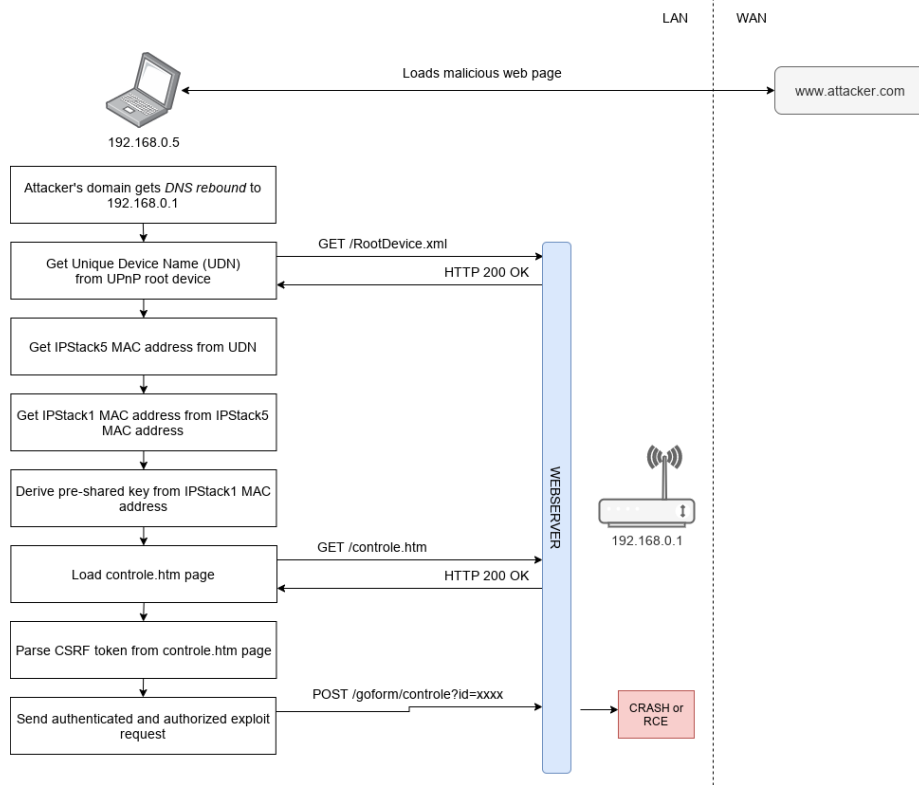 LAN
WAN
Loads malicious web page
www.attacker.com
192.168.0.5
Attacker's domain gets DNS rebound to
192.168.0.1
GET /RootDevice.xml
Get Unique Device Name (UDN)
from UPnP root device
HTTP 200 OK
Get IPStack5 MAC address from UDN
Get IPStack1 MAC address from IPStack5
MAC address
Derive pre-shared key from IPStack1 MAC
address
WEBSERVER
192.168.0.1
GET /controle.htm
Load controle.htm page
HTTP 200 OK
Parse CSRF token from controle.htm page
POST /goform/controle?id=xxxx
Send authenticated and authorized exploit
request
CRASH or
RCE